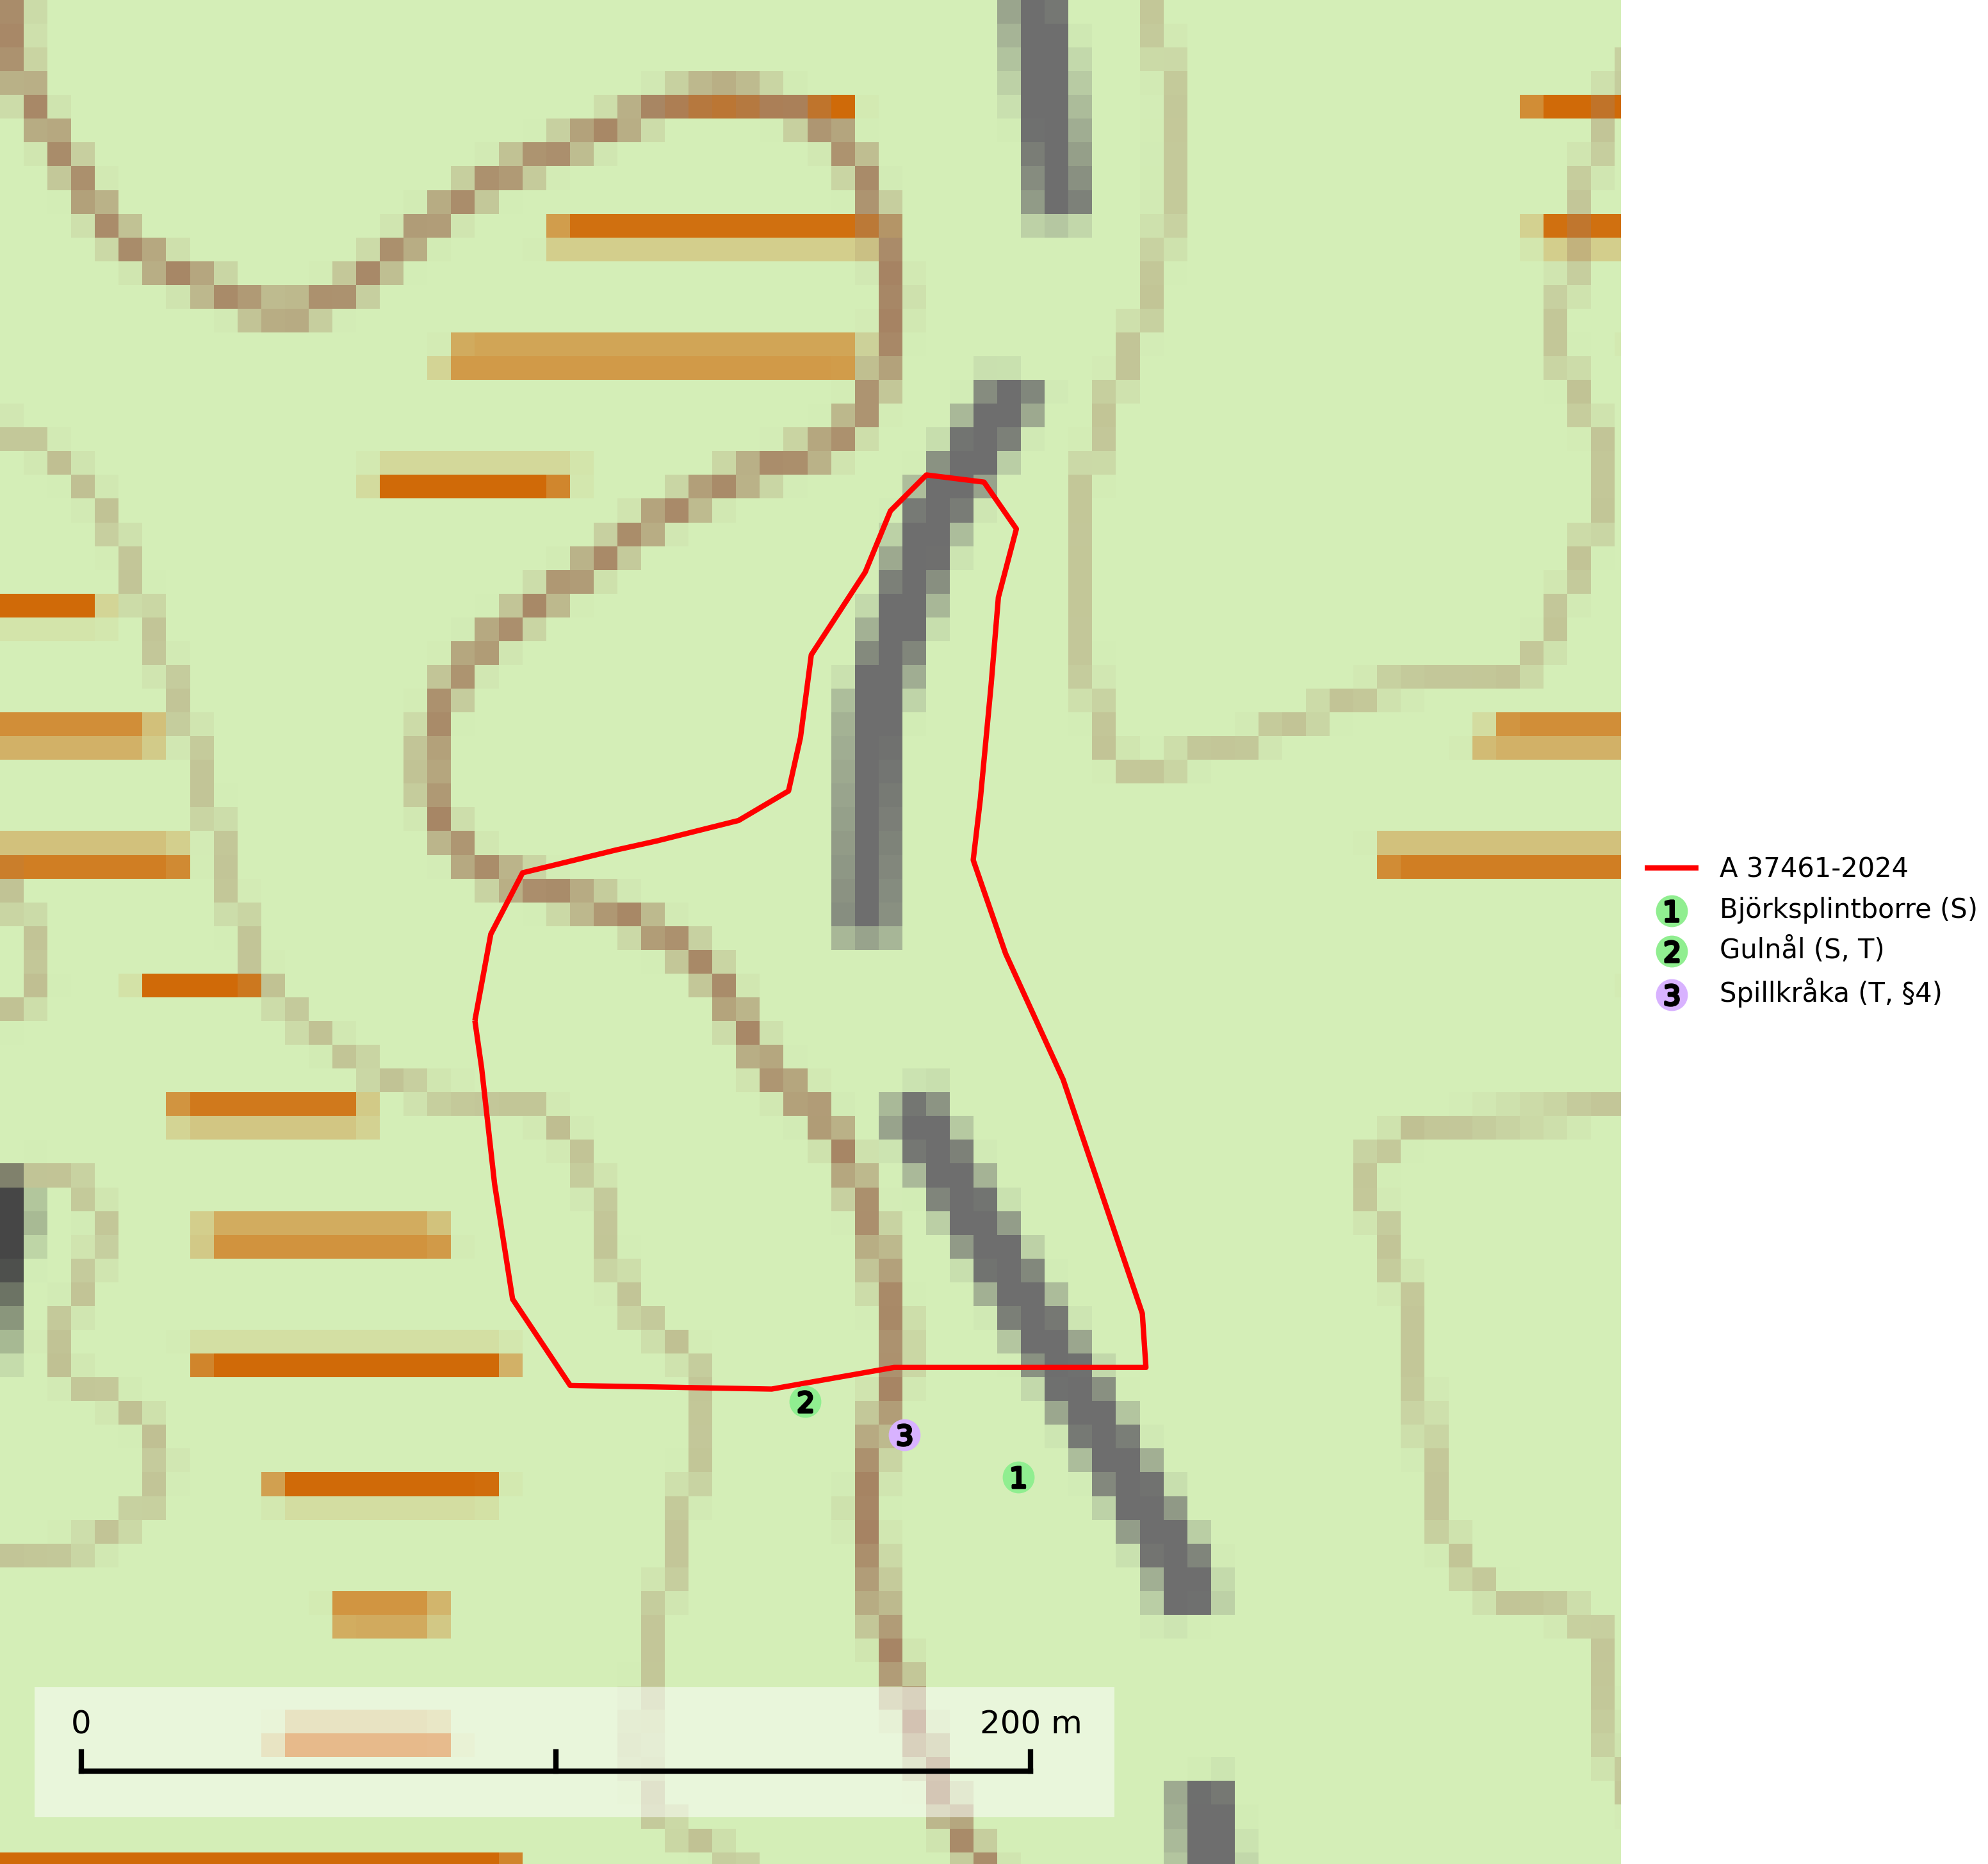 A 37461-2024
1 Björksplintborre (S)
2 Gulnål (S, T)
3 Spillkråka (T, §4)
2
3
1
0 200 m